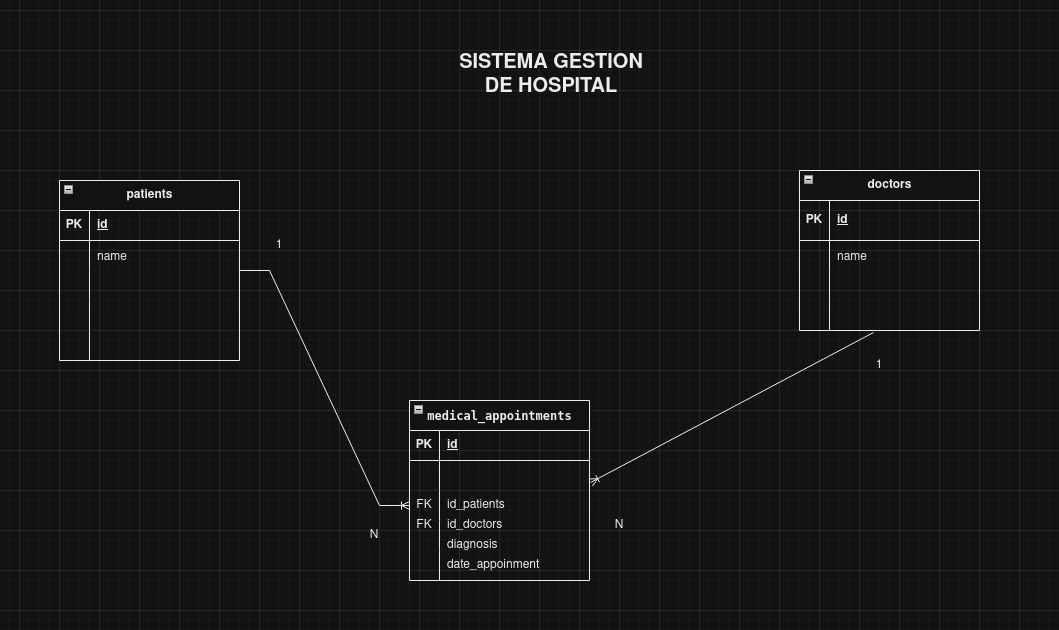 SISTEMA GESTION
DE HOSPITAL
patients
PK id
name
1
doctors
PK id
name
1
medical_appointments
PK id
FK id_patients
FK id_doctors
diagnosis
date_appoinment
N
N